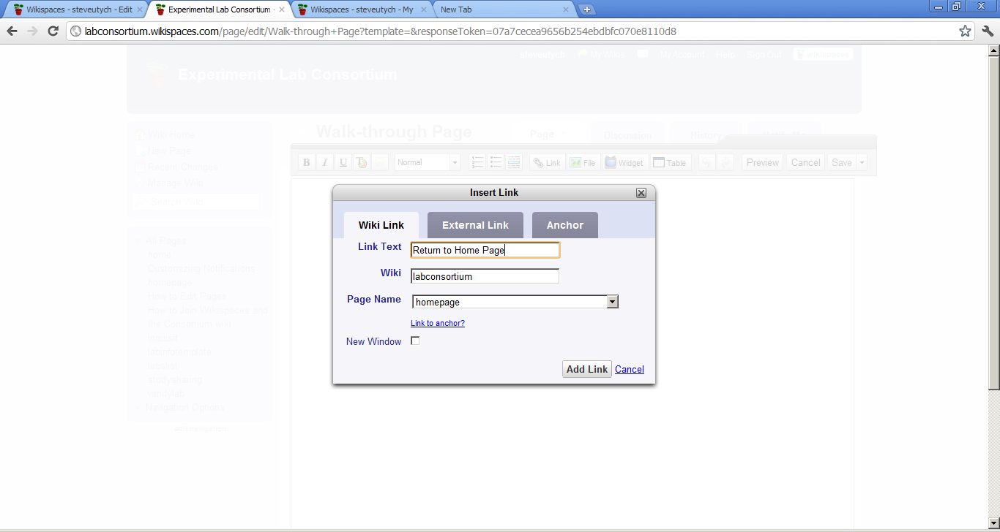 Wikispaces - steveutych - Edit
Experimental Lab Consortium -
Wikispaces - steveutych - My
New Tab
labconsortium.wikispaces.com/page/edit/Walk-through+Page?template=&responseToken=07a7cecea9656b254ebdbfc070e8110d8
steveutych My Wikis My Account Help Sign Out wikispaces
Experimental Lab Consortium
Wiki Home
New Page
Recent Changes
Manage Wiki
Search Wiki
All Pages
home
Customizing Notifications
homepage
How to Edit Pages
How to Join Wikispaces and
the Consortium wiki
labinfotemplate
studysharing
Navigation Options
edit navigation
Walk-through Page
Page Discussion History Notify Me
B I U T Normal Link File Widget Table Preview Cancel Save
Insert Link
Wiki Link External Link Anchor
Link Text Return to Home Page
Wiki labconsortium
Page Name homepage
Link to anchor?
New Window
Add Link Cancel